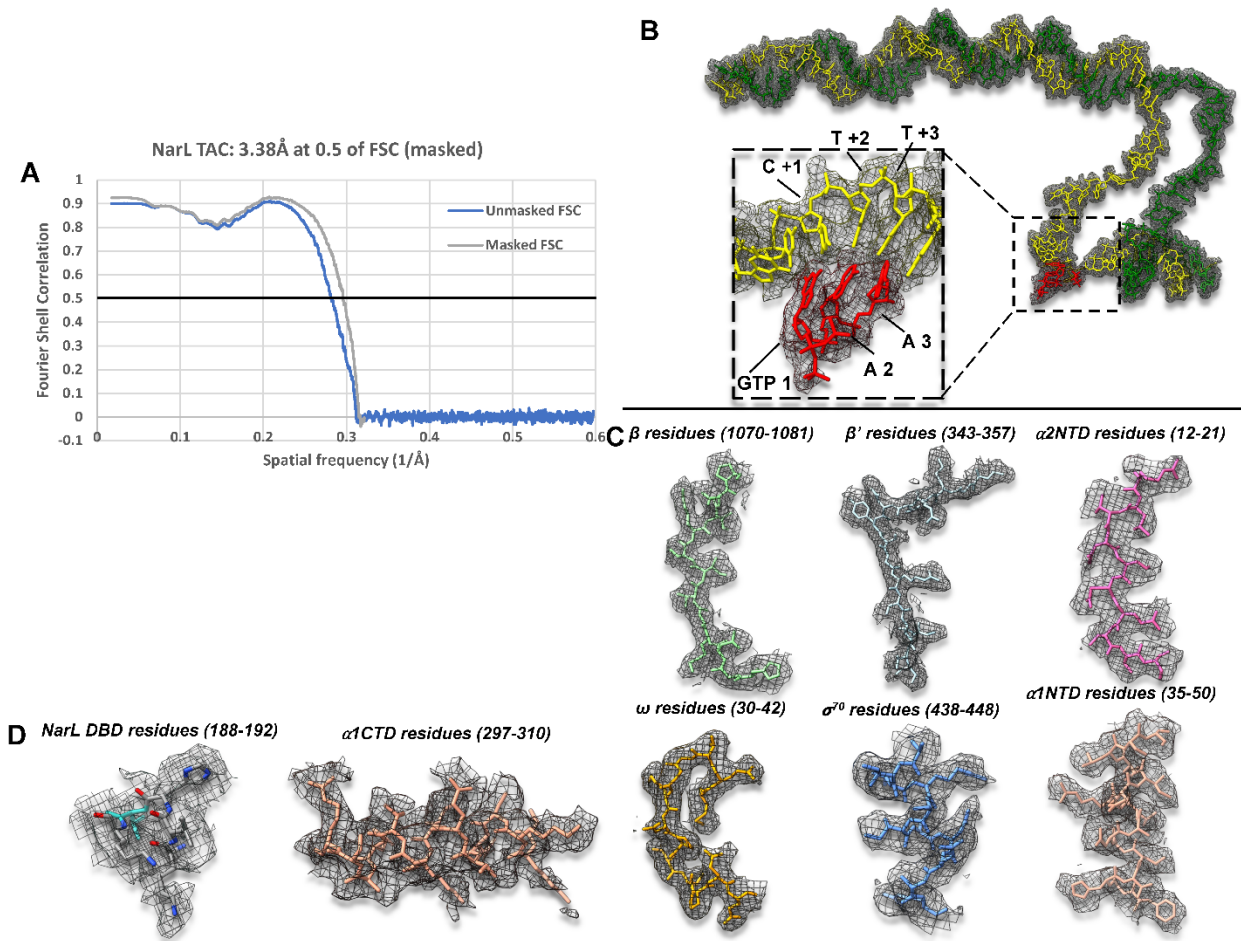 A
NarL TAC: 3.38Å at 0.5 of FSC (masked)
1
0.9
0.8
0.7
0.6
0.5
0.4
0.3
0.2
0.1
0
-0.1
Fourier Shell Correlation
Unmasked FSC
Masked FSC
0 0.1 0.2 0.3 0.4 0.5 0.6
Spatial frequency (1/Å)
B
T +2 T +3
C +1
A 3
A 2
GTP 1
C
β residues (1070-1081) β' residues (343-357) α2NTD residues (12-21)
ω residues (30-42) σ⁷⁰ residues (438-448) α1NTD residues (35-50)
D
NarL DBD residues (188-192) α1CTD residues (297-310)